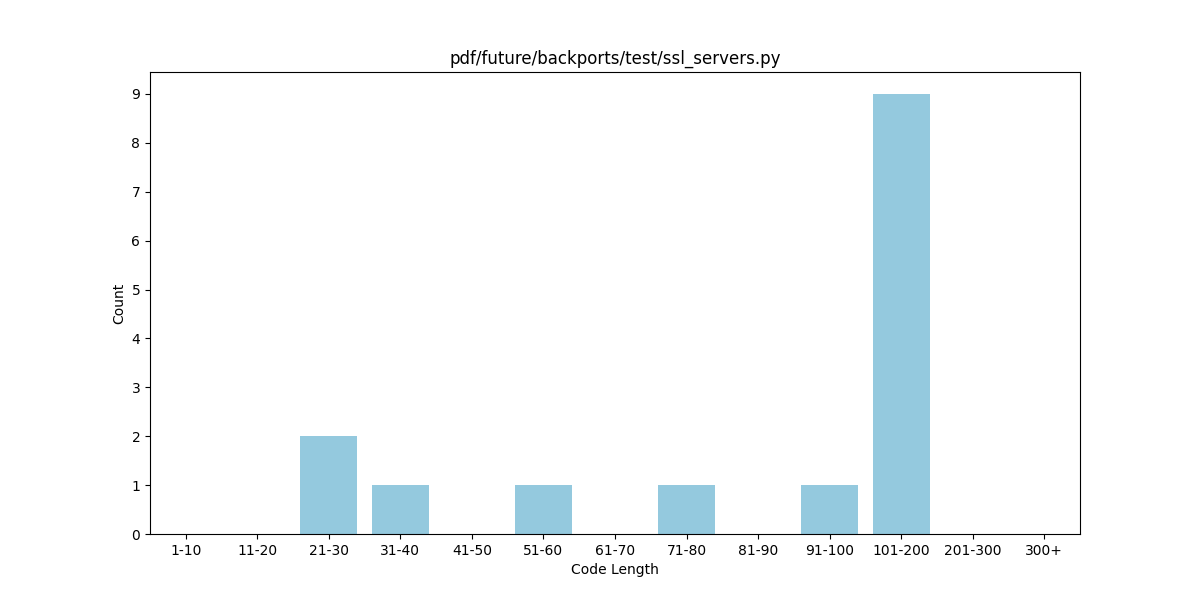 pdf/future/backports/test/ssl_servers.py
9
8
7
6
5
4
3
2
1
0
Count
1-10 11-20 21-30 31-40 41-50 51-60 61-70 71-80 81-90 91-100 101-200 201-300 300+
Code Length